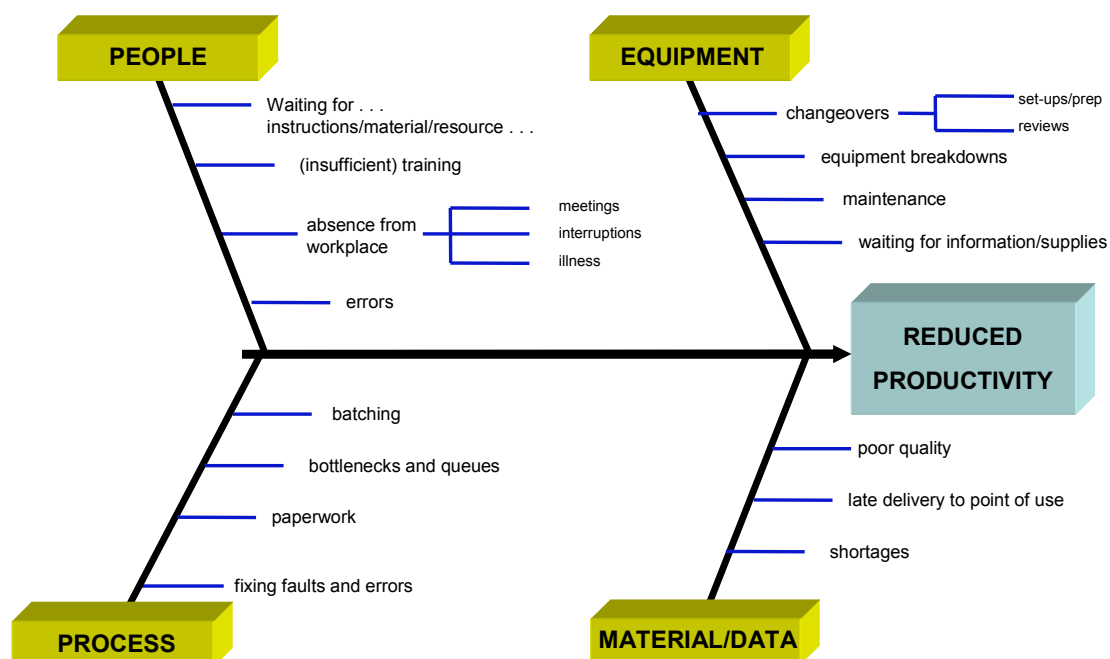 PEOPLE
Waiting for . . .
instructions/material/resource . . .
(insufficient) training
absence from
workplace
meetings
interruptions
illness
errors
EQUIPMENT
changeovers
set-ups/prep
reviews
equipment breakdowns
maintenance
waiting for information/supplies
REDUCED
PRODUCTIVITY
batching
bottlenecks and queues
paperwork
fixing faults and errors
PROCESS
poor quality
late delivery to point of use
shortages
MATERIAL/DATA